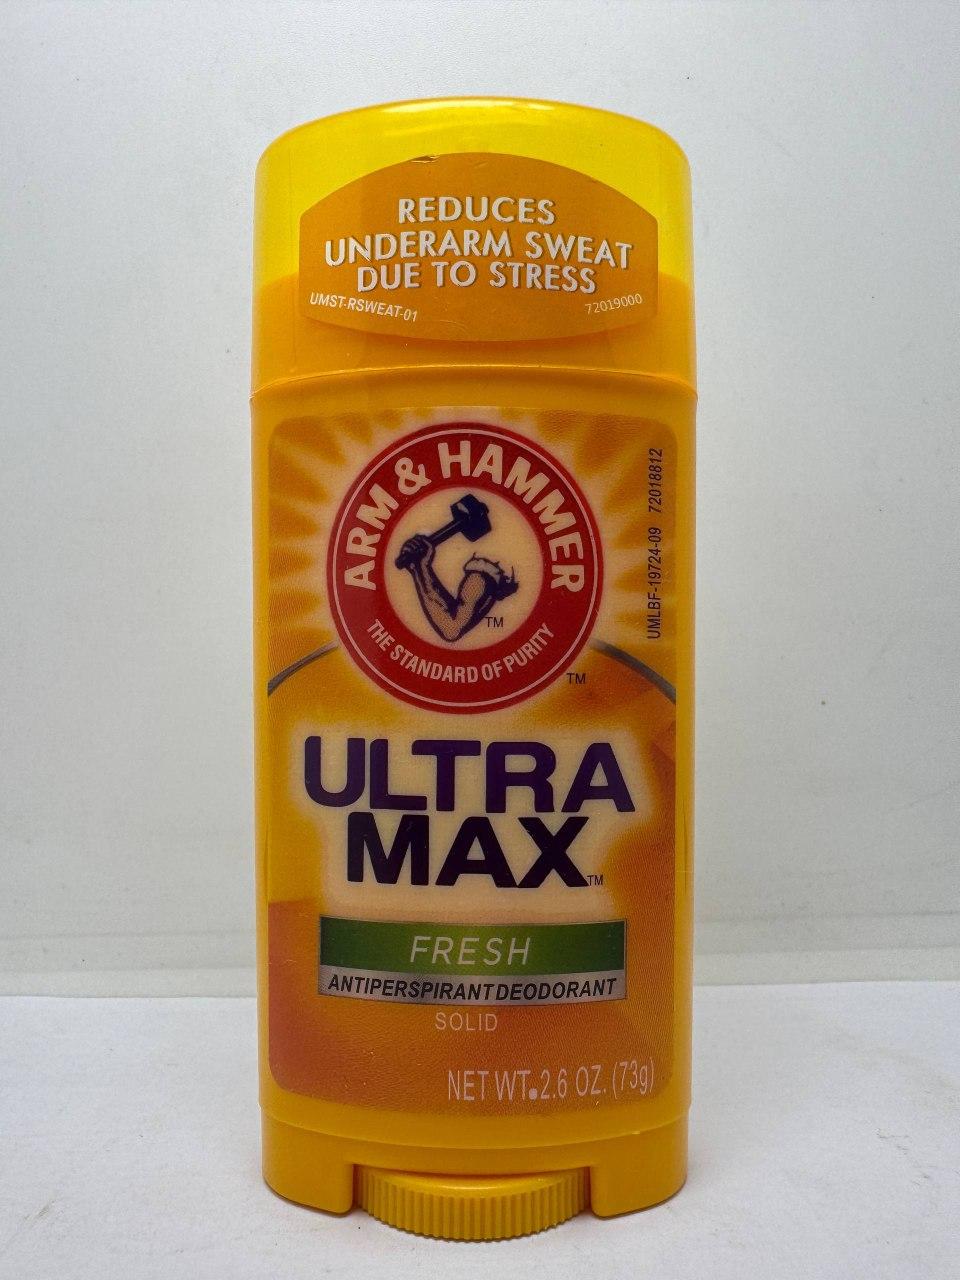 REDUCES
UNDERARM SWEAT
DUE TO STRESS
UMST-RSWEAT-01
72019000
ARM & HAMMER
TM
THE STANDARD OF PURITY
TM
UMLBF-19724-09 72018812
ULTRA
MAX TM
FRESH
ANTIPERSPIRANT DEODORANT
SOLID
NET WT. 2.6 OZ. (73g)